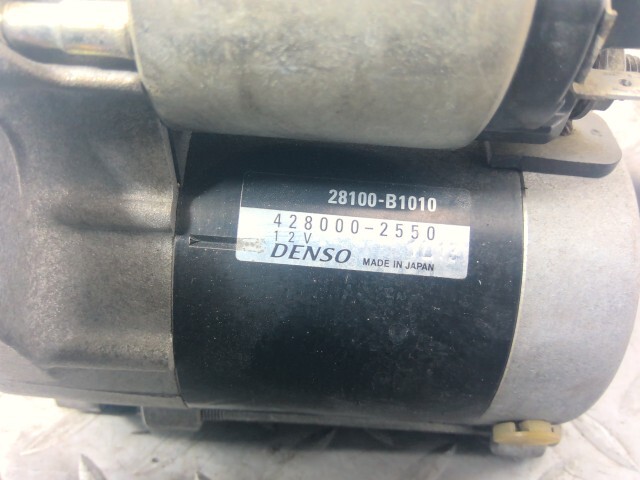 28100-B1010
428000-2550
12V
DENSO MADE IN JAPAN